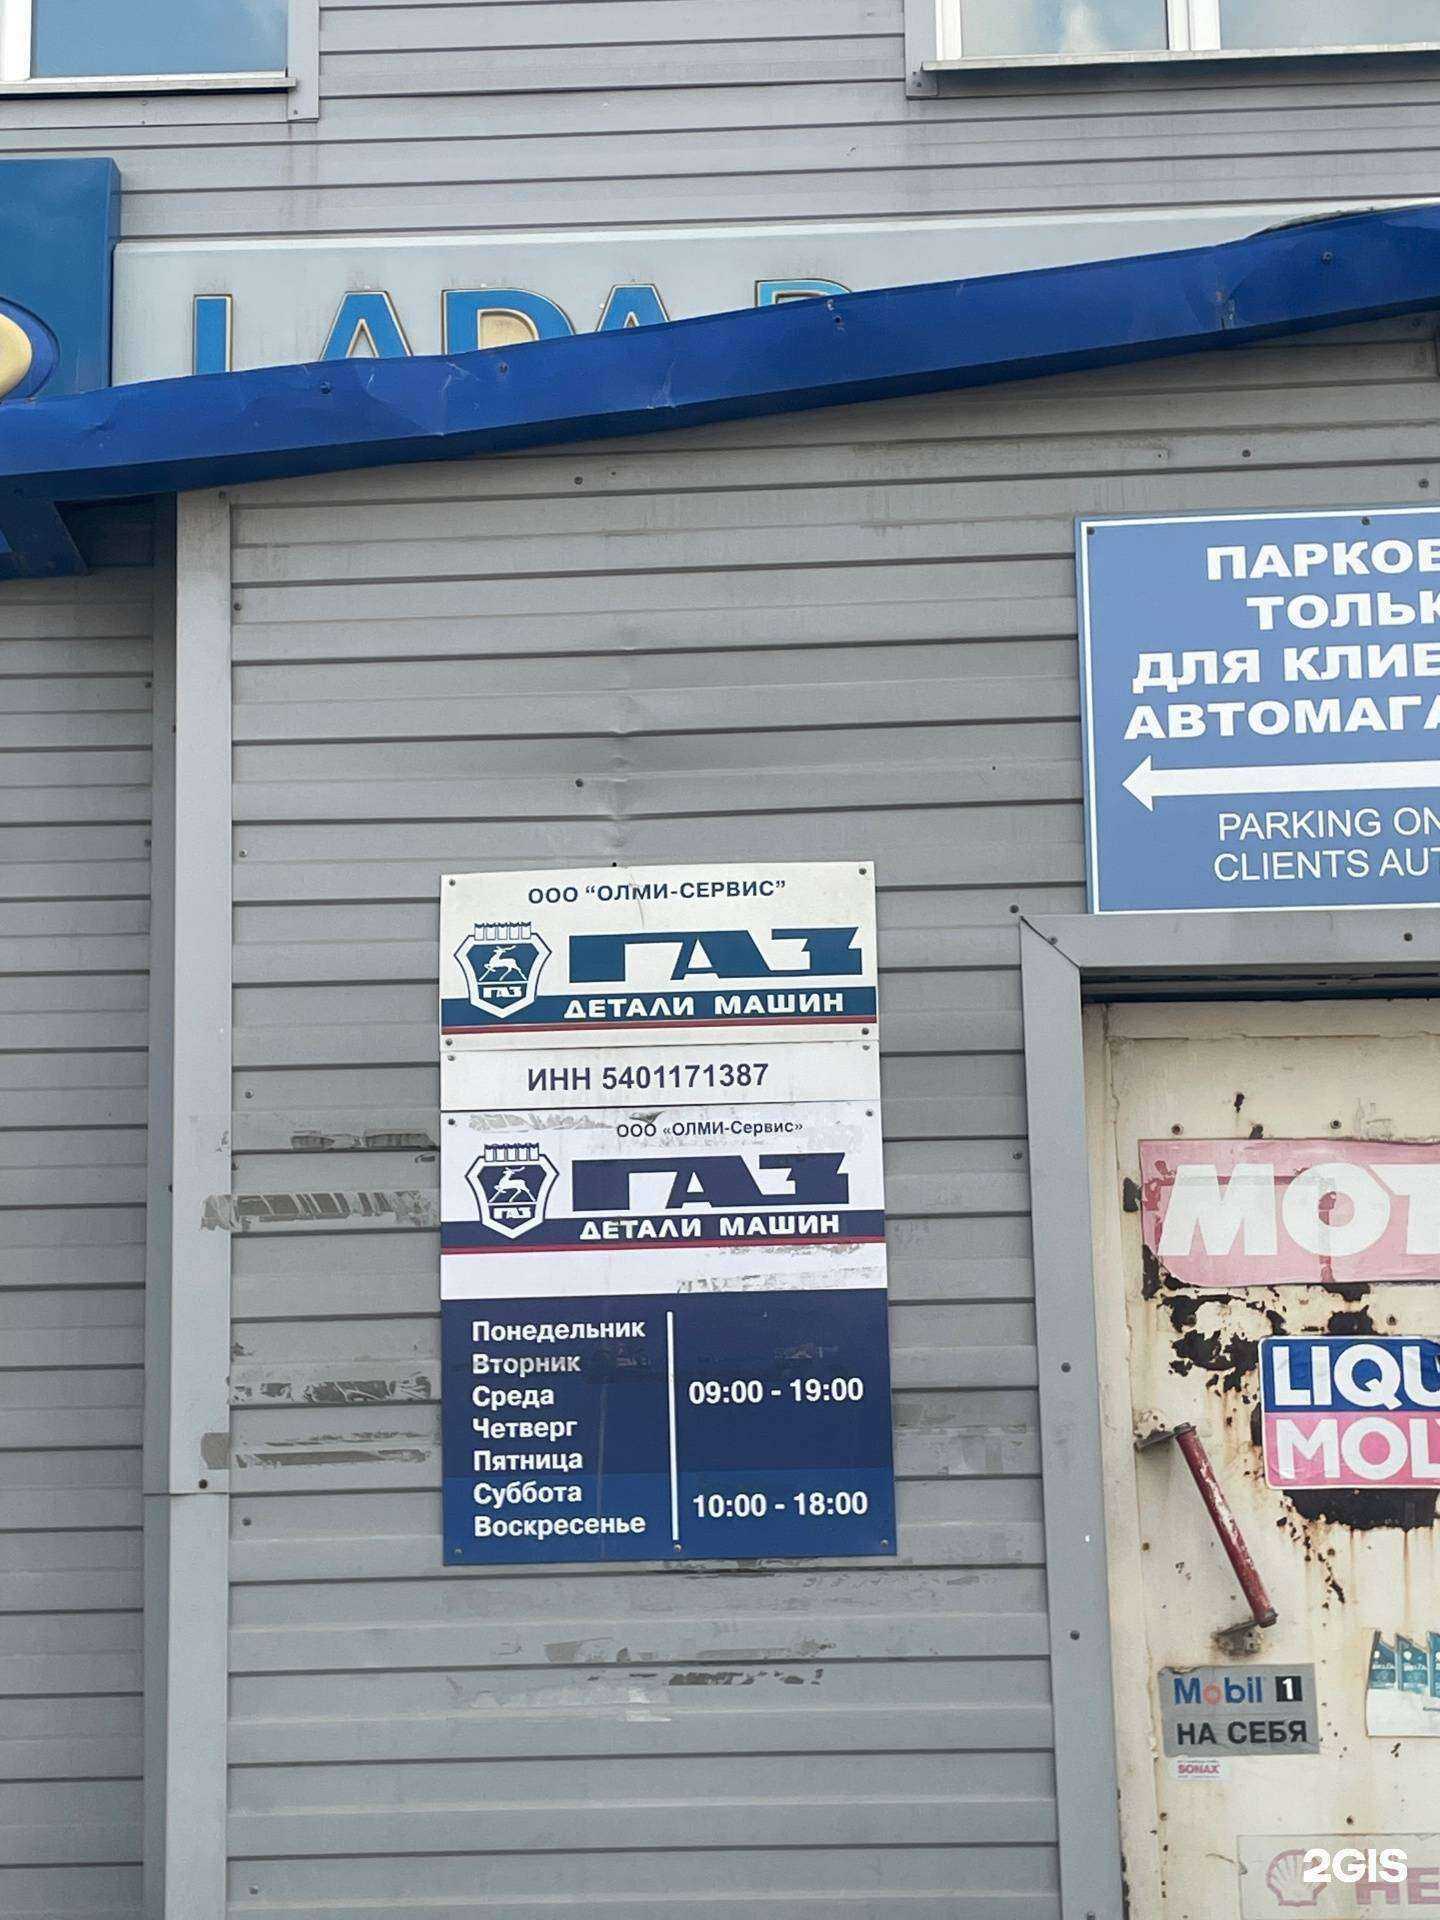 LADA
ПАРКОВ
ТОЛЬК
ДЛЯ КЛИЕ
АВТОМАГА
PARKING ON
CLIENTS AUT
ООО "ОЛМИ-СЕРВИС"
ГАЗ
ГАЗ
ДЕТАЛИ МАШИН
ИНН 5401171387
ООО «ОЛМИ-Сервис»
ГАЗ
ГАЗ
ДЕТАЛИ МАШИН
Понедельник
Вторник
Среда
Четверг
Пятница
09:00 - 19:00
Суббота
Воскресенье
10:00 - 18:00
MOT
LIQU
MOL
Mobil 1
НА СЕБЯ
SONAX
НЕ
2GIS